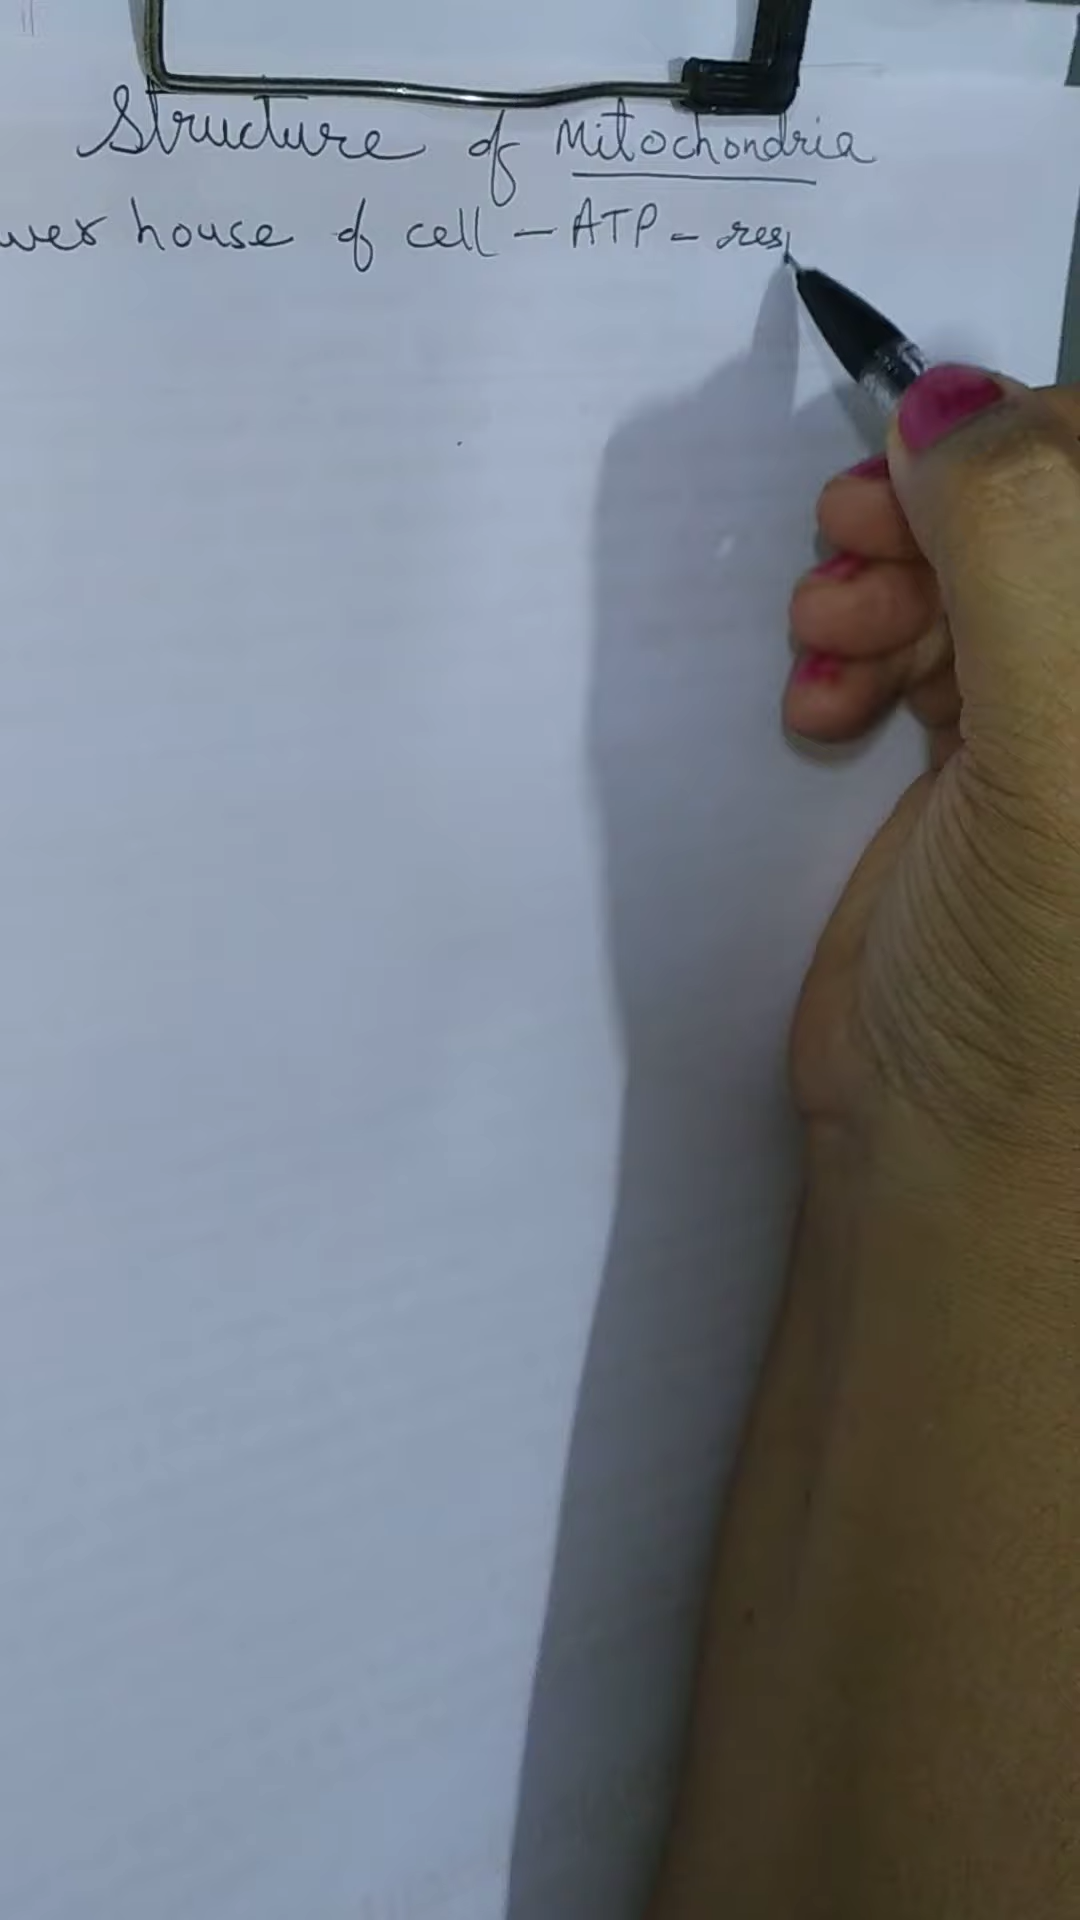 Structure of Mitochondria
wer house of cell - ATP - res